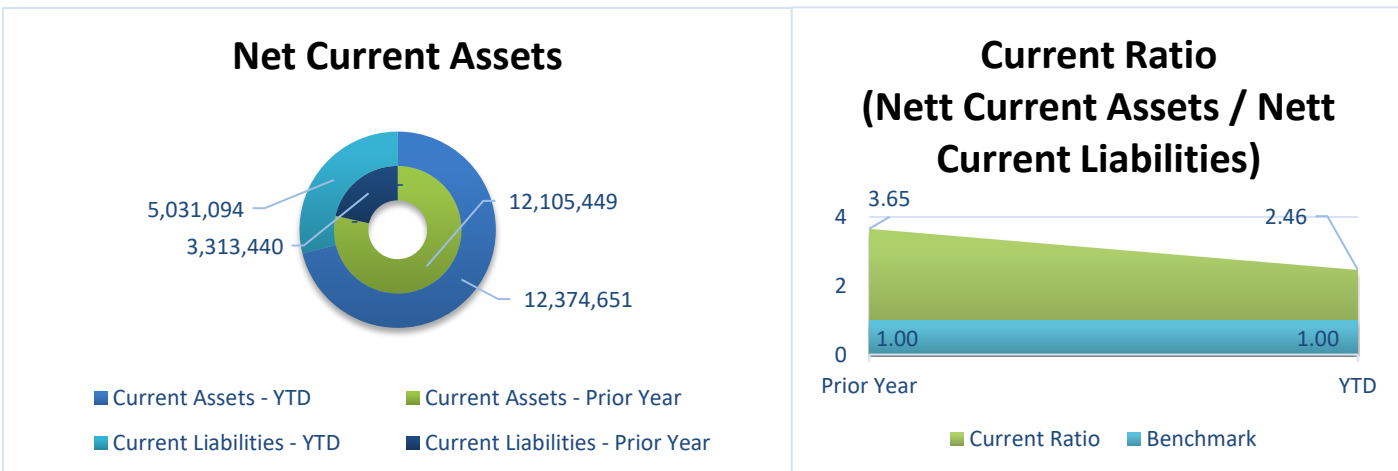 Net Current Assets
5,031,094
3,313,440
12,105,449
12,374,651
-
-
Current Assets - YTD
Current Assets - Prior Year
Current Liabilities - YTD
Current Liabilities - Prior Year
Current Ratio
(Nett Current Assets / Nett
Current Liabilities)
3.65
2.46
4
2
0
1.00
1.00
Prior Year
YTD
Current Ratio
Benchmark